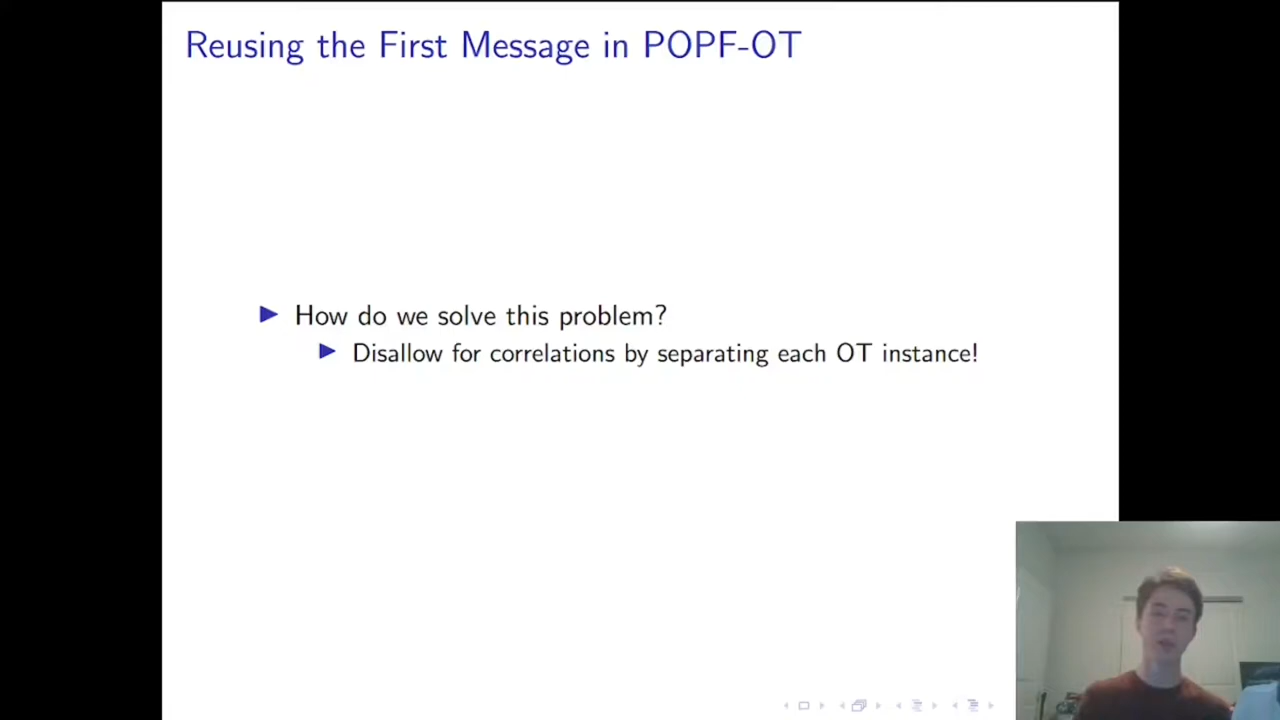 Reusing the First Message in POPF-OT
How do we solve this problem?
Disallow for correlations by separating each OT instance!